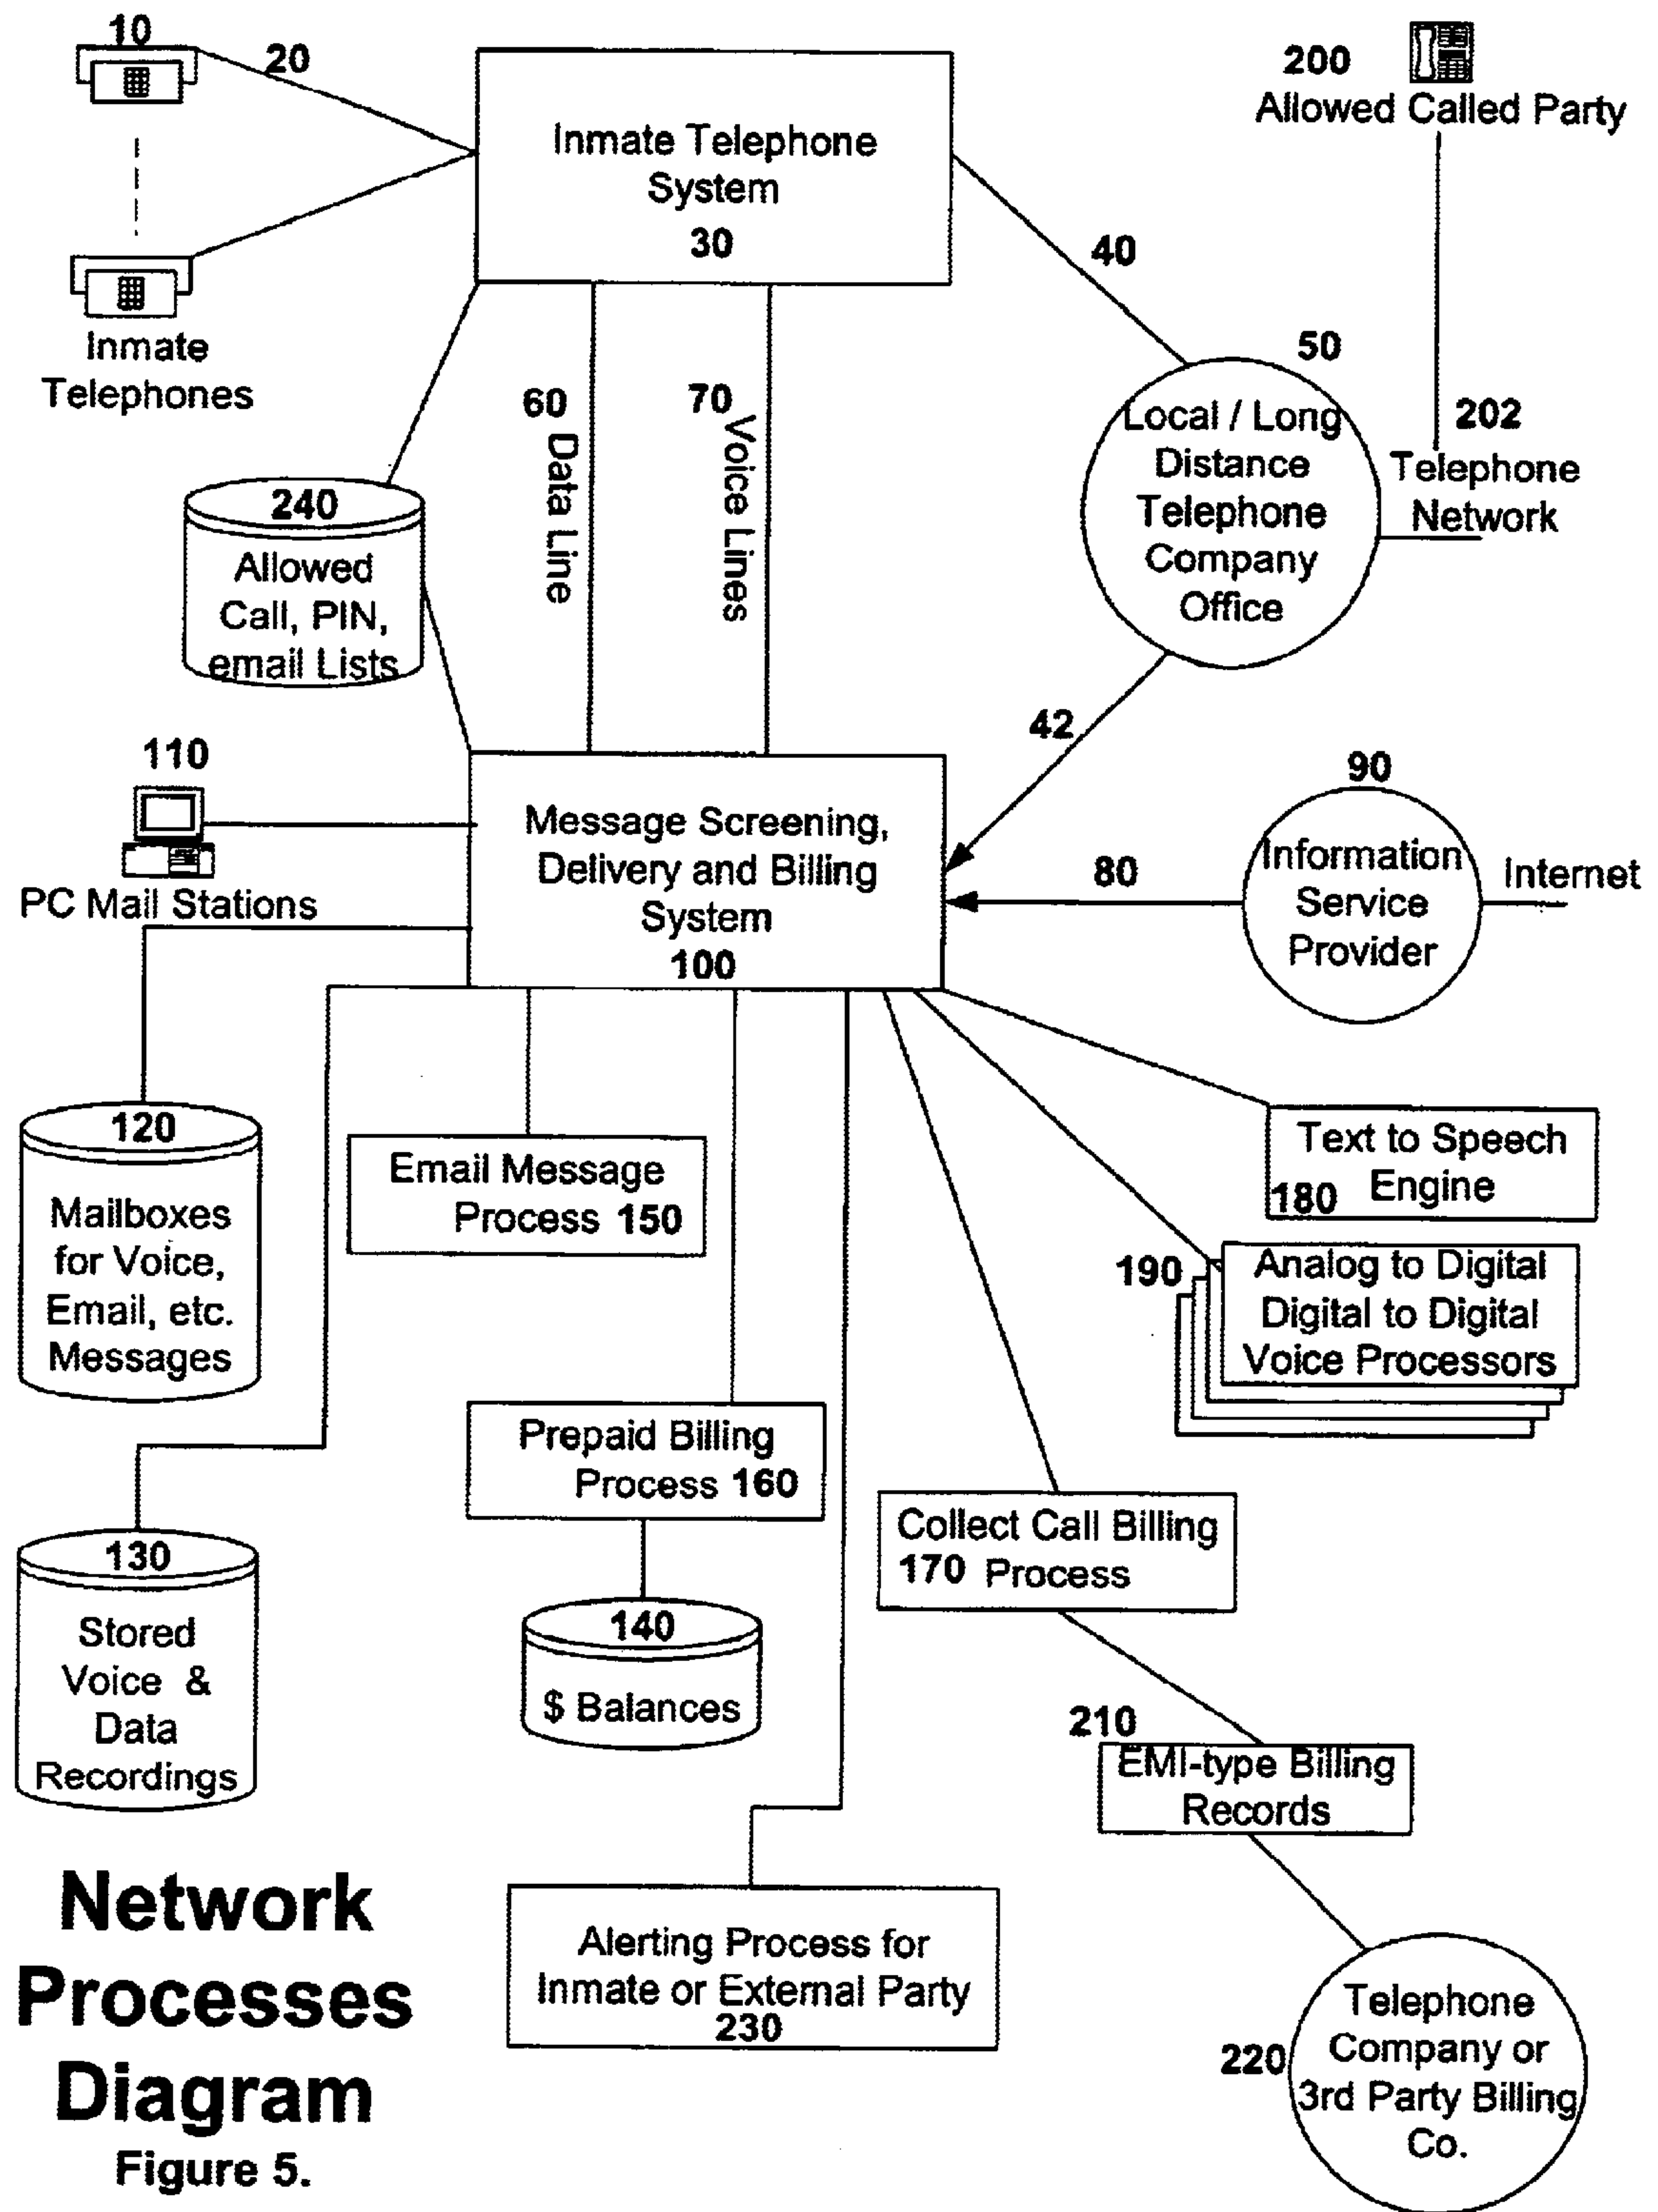 10
20
Inmate Telephone
System
30
200
Allowed Called Party
Inmate
Telephones
40
50
Local / Long
Distance
Telephone
Company
Office
202
Telephone
Network
60
Data Line
70
Voice Lines
240
Allowed
Call, PIN,
email Lists
42
110
PC Mail Stations
Message Screening,
Delivery and Billing
System
100
80
90
Information
Service
Provider
Internet
120
Mailboxes
for Voice,
Email, etc.
Messages
Email Message
Process 150
Text to Speech
180 Engine
190
Analog to Digital
Digital to Digital
Voice Processors
Prepaid Billing
Process 160
Collect Call Billing
170 Process
130
Stored
Voice &
Data
Recordings
140
$ Balances
210
EMI-type Billing
Records
Alerting Process for
Inmate or External Party
230
220
Telephone
Company or
3rd Party Billing
Co.
Network
Processes
Diagram
Figure 5.